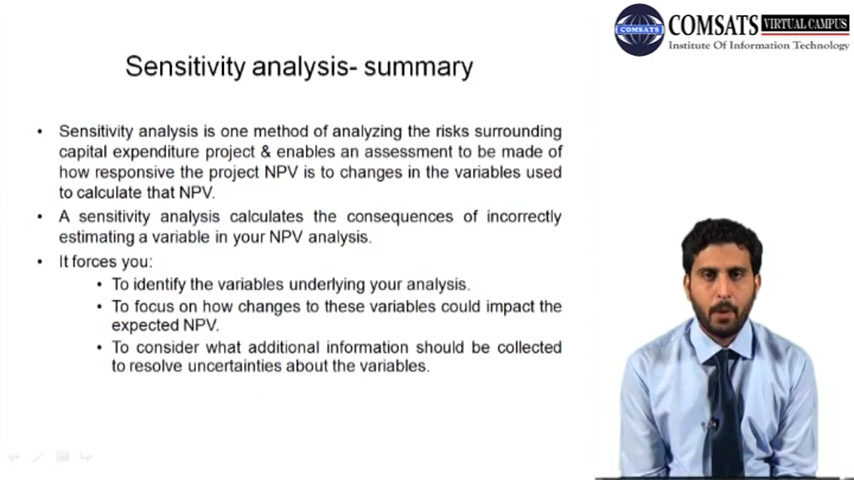 COMSATS
COMSATS VIRTUAL CAMPUS
Institute Of Information Technology
Sensitivity analysis- summary
• Sensitivity analysis is one method of analyzing the risks surrounding
capital expenditure project & enables an assessment to be made of
how responsive the project NPV is to changes in the variables used
to calculate that NPV.
• A sensitivity analysis calculates the consequences of incorrectly
estimating a variable in your NPV analysis.
• It forces you:
• To identify the variables underlying your analysis.
• To focus on how changes to these variables could impact the
expected NPV.
• To consider what additional information should be collected
to resolve uncertainties about the variables.